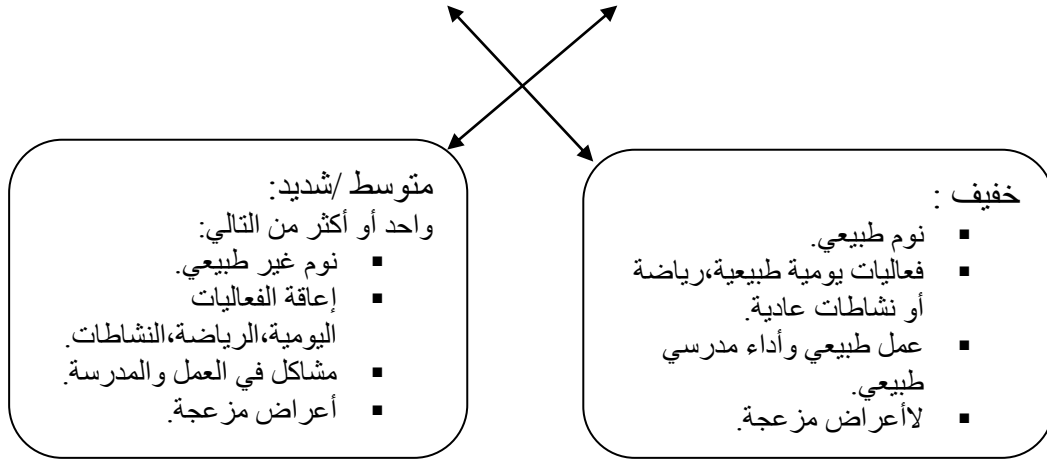 خفيف :
▪ نوم طبيعي.
▪ فعاليات يومية طبيعية،رياضة
أو نشاطات عادية.
▪ عمل طبيعي وأداء مدرسي
طبيعي.
▪ لاأعراض مزعجة.
متوسط /شديد:
واحد أو أكثر من التالي:
▪ نوم غير طبيعي.
▪ إعاقة الفعاليات
اليومية،الرياضة،النشاطات.
▪ مشاكل في العمل والمدرسة.
▪ أعراض مزعجة.